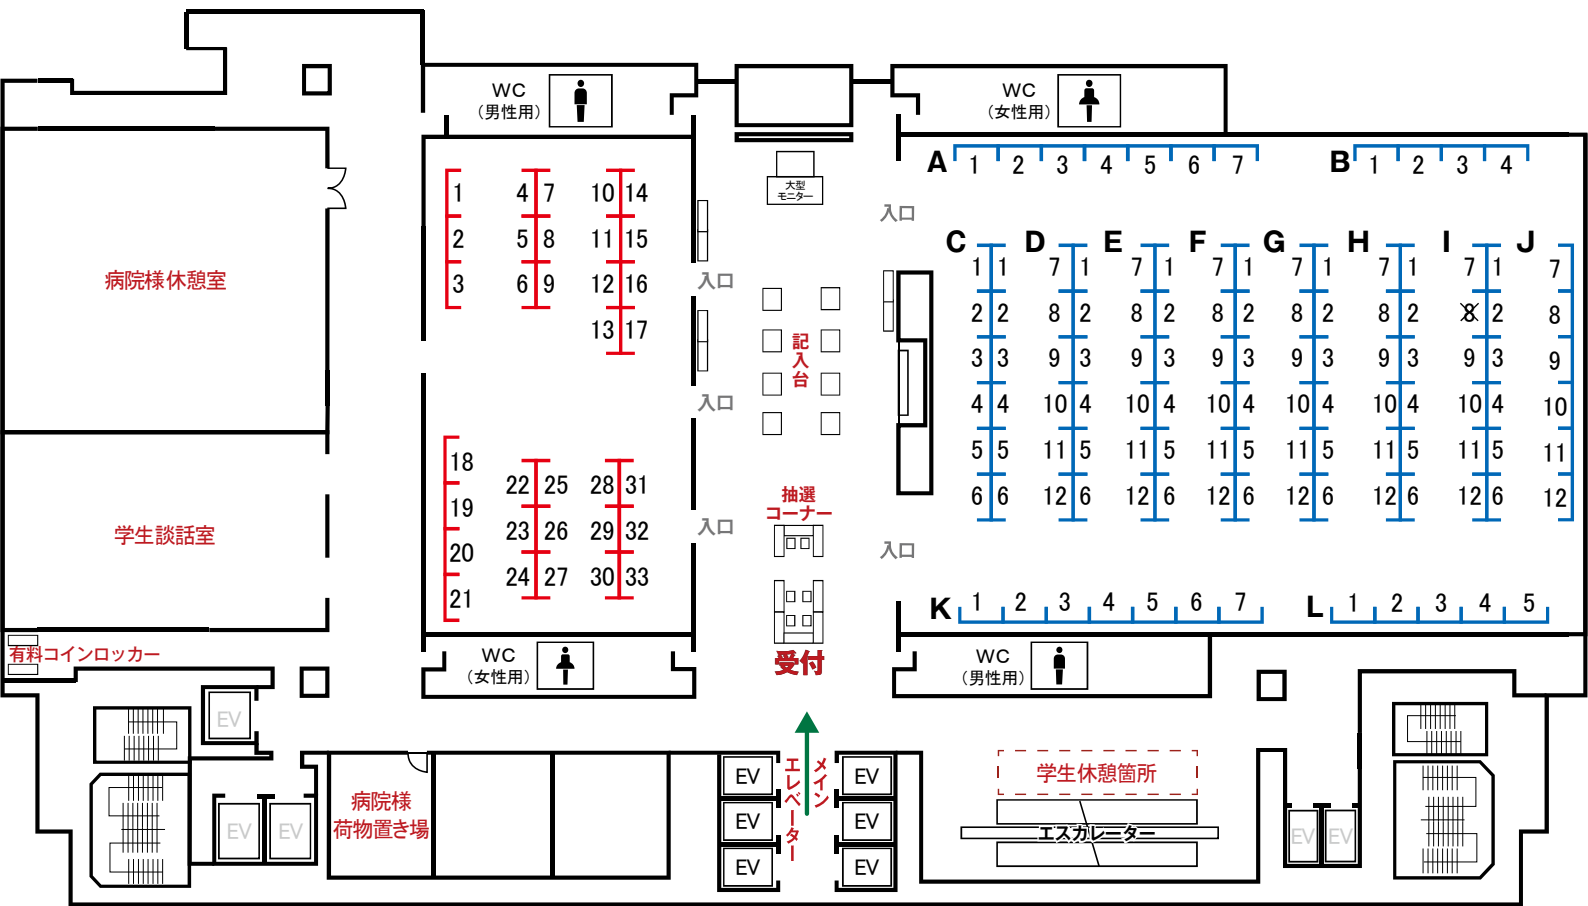 WC
（男性用）
WC
（女性用）
大型
モニター
A 1 2 3 4 5 6 7
B 1 2 3 4
入口
病院様休憩室
1 4 7 10 14
2 5 8 11 15
3 6 9 12 16
13 17
入口
入口
入口
記入台
C D E F G H I J
1 1 7 1 7 1 7 1 7 1 7 1 7 1 7
2 2 8 2 8 2 8 2 8 2 8 2 8 2 8
3 3 9 3 9 3 9 3 9 3 9 3 9 3 9
4 4 10 4 10 4 10 4 10 4 10 4 10 4 10
5 5 11 5 11 5 11 5 11 5 11 5 11 5 11
6 6 12 6 12 6 12 6 12 6 12 6 12 6 12
18
19
20
21
22 25 28 31
23 26 29 32
24 27 30 33
学生談話室
抽選
コーナー
入口
K 1 2 3 4 5 6 7
L 1 2 3 4 5
有料コインロッカー
WC
（女性用）
受付
WC
（男性用）
EV
EV EV
病院様
荷物置き場
EV
EV
EV
エレベーター
メイン
EV
EV
EV
学生休憩箇所
エスカレーター
EV EV